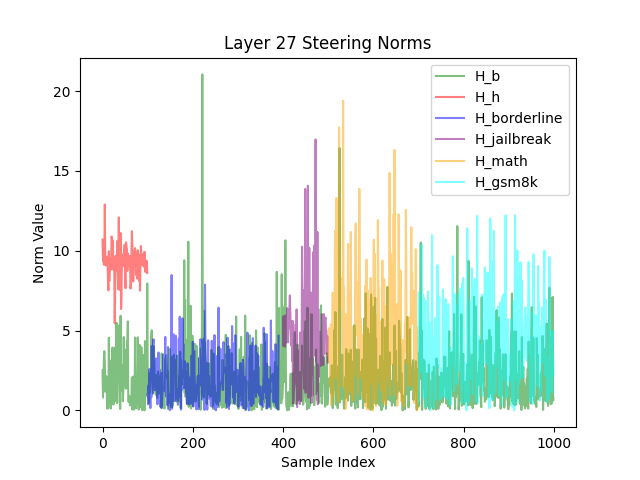 Layer 27 Steering Norms
Norm Value
20
15
10
5
0
0 200 400 600 800 1000
Sample Index
H_b
H_h
H_borderline
H_jailbreak
H_math
H_gsm8k